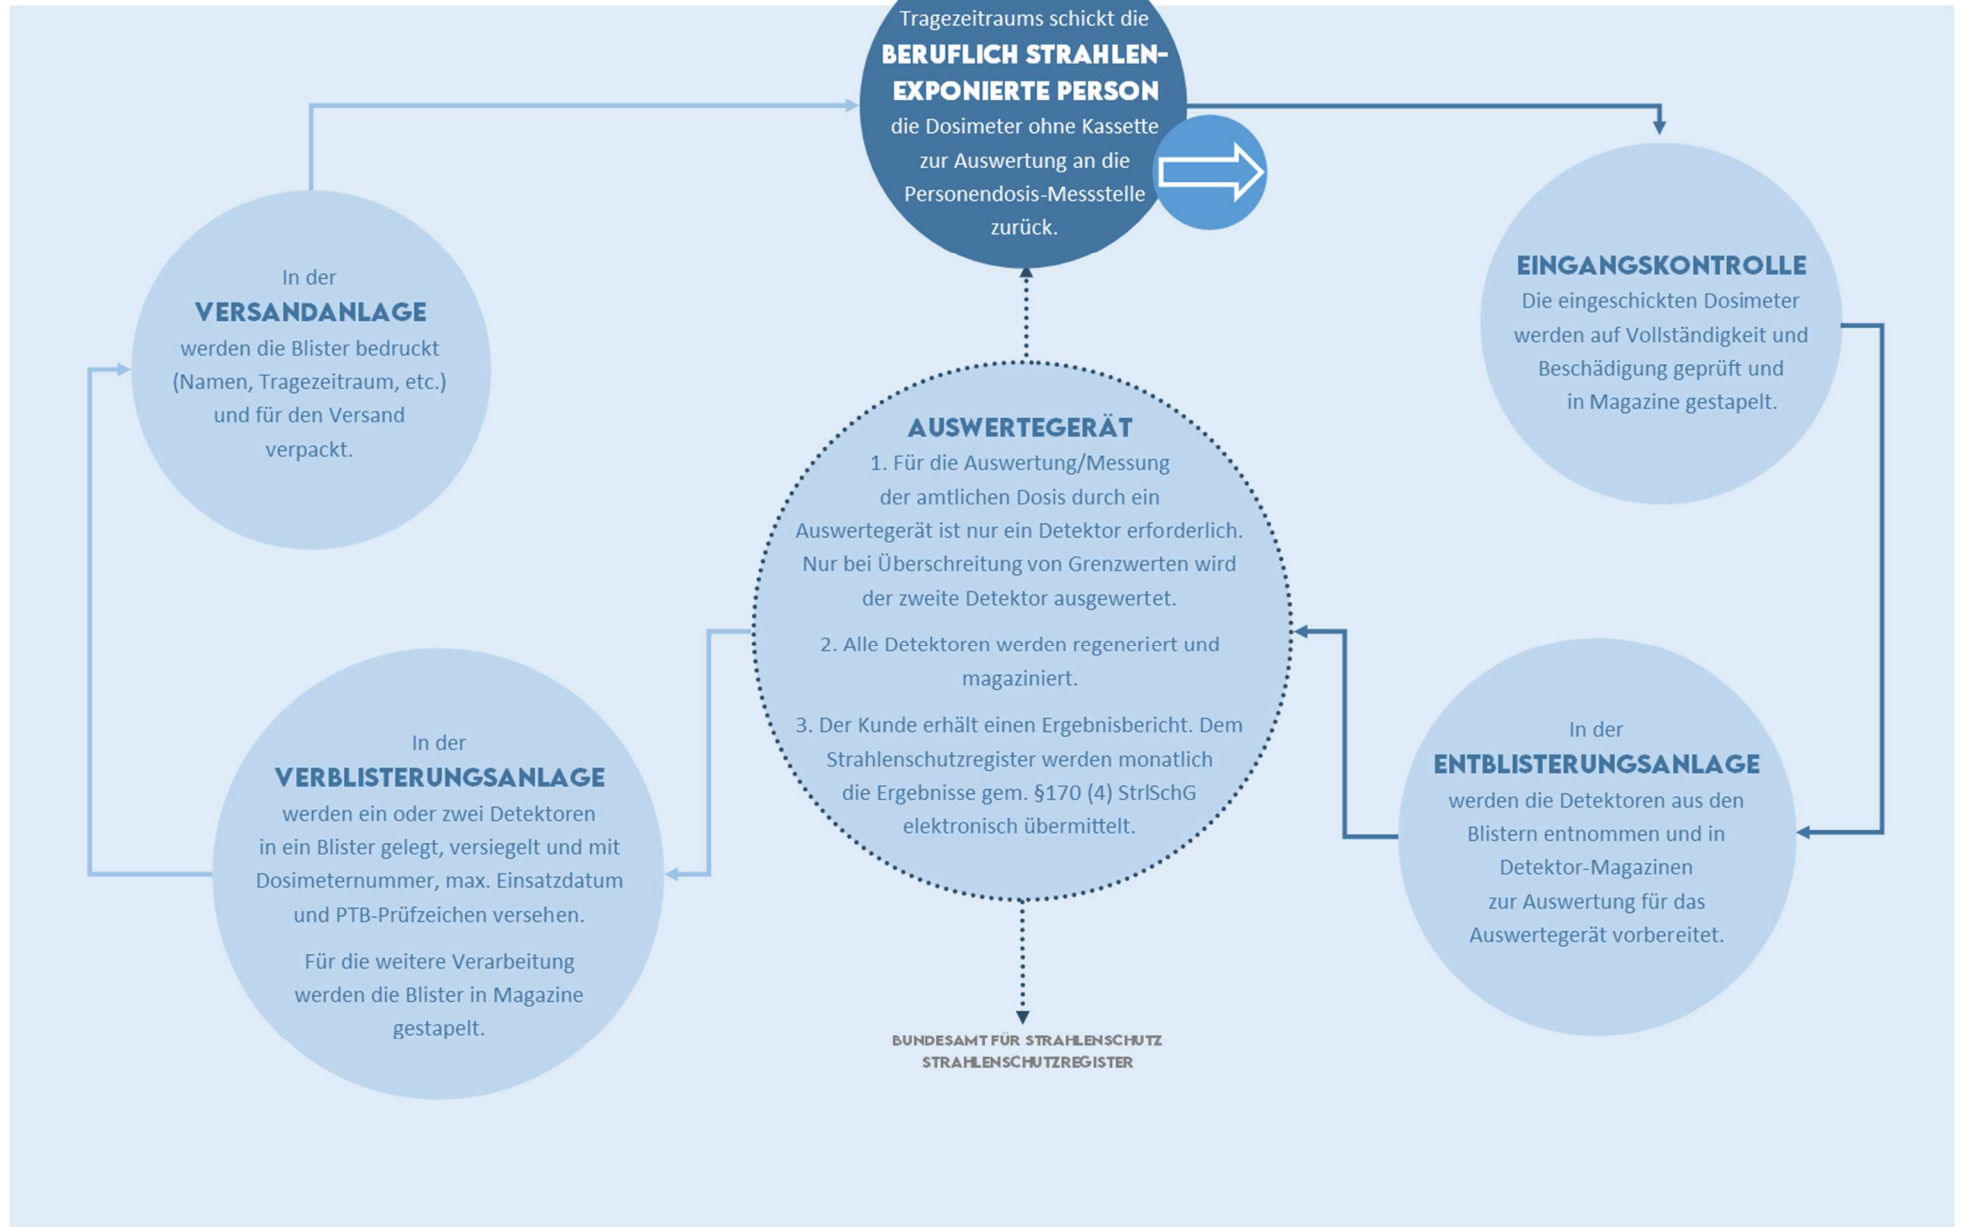 Tragezeitraums schickt die
BERUFLICH STRAHLEN-
EXPONIERTE PERSON
die Dosimeter ohne Kassette
zur Auswertung an die
Personendosis-Messstelle
zurück.
EINGANGSKONTROLLE
Die eingeschickten Dosimeter
werden auf Vollständigkeit und
Beschädigung geprüft und
in Magazine gestapelt.
In der
ENTBLISTERUNGSANLAGE
werden die Detektoren aus den
Blistern entnommen und in
Detektor-Magazinen
zur Auswertung für das
Auswertegerät vorbereitet.
AUSWERTEGERÄT
1. Für die Auswertung/Messung
der amtlichen Dosis durch ein
Auswertegerät ist nur ein Detektor erforderlich.
Nur bei Überschreitung von Grenzwerten wird
der zweite Detektor ausgewertet.
2. Alle Detektoren werden regeneriert und
magaziniert.
3. Der Kunde erhält einen Ergebnisbericht. Dem
Strahlenschutzregister werden monatlich
die Ergebnisse gem. §170 (4) StrlSchG
elektronisch übermittelt.
BUNDESAMT FÜR STRAHLENSCHUTZ
STRAHLENSCHUTZREGISTER
In der
VERBLISTERUNGSANLAGE
werden ein oder zwei Detektoren
in ein Blister gelegt, versiegelt und mit
Dosimeternummer, max. Einsatzdatum
und PTB-Prüfzeichen versehen.
Für die weitere Verarbeitung
werden die Blister in Magazine
gestapelt.
In der
VERSANDANLAGE
werden die Blister bedruckt
(Namen, Tragezeitraum, etc.)
und für den Versand
verpackt.